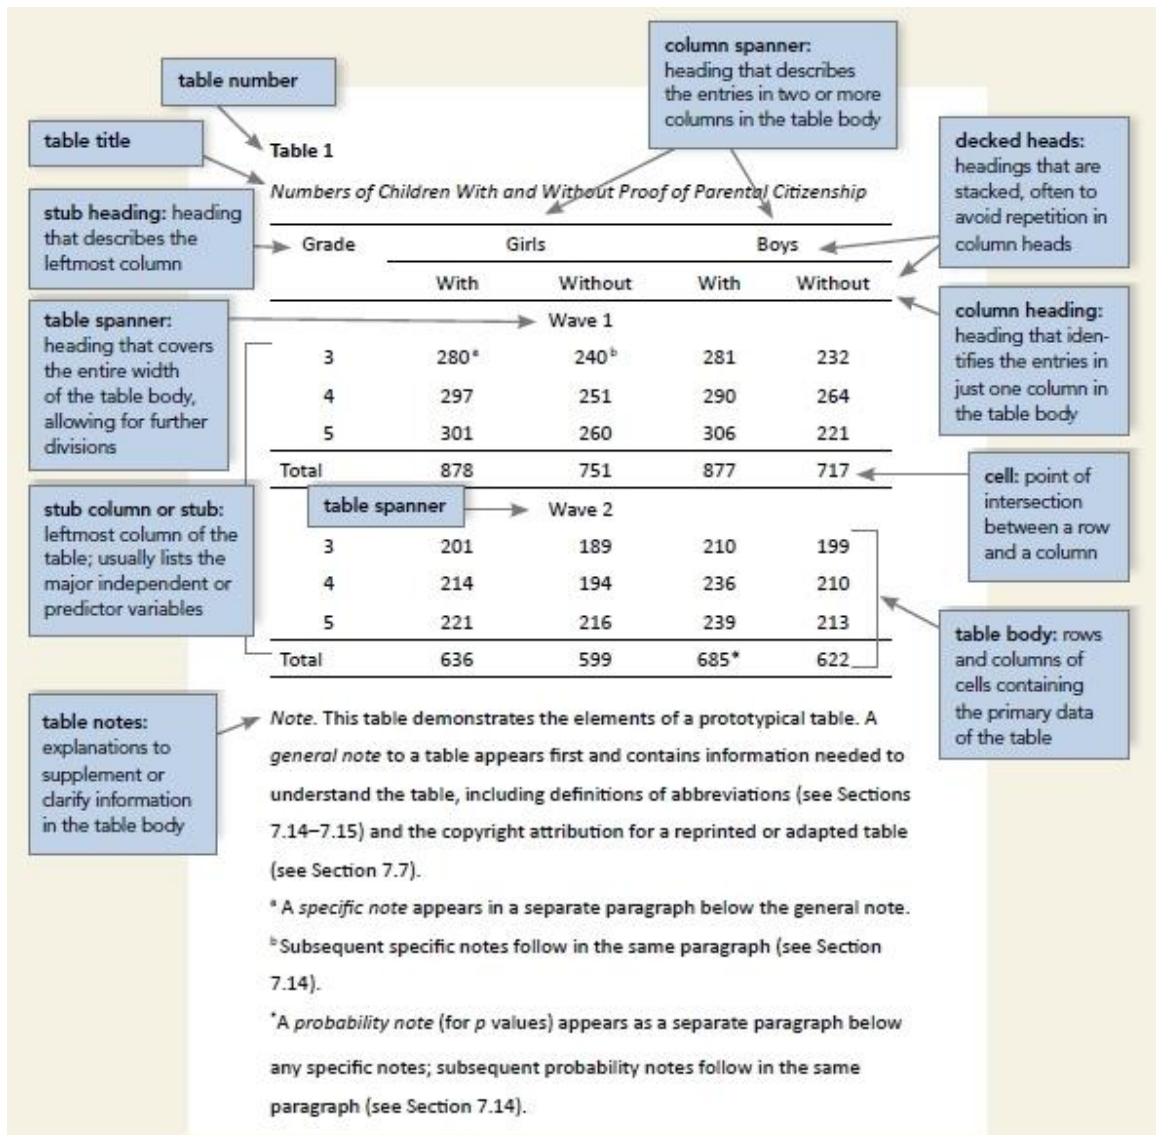 table number
column spanner:
heading that describes
the entries in two or more
columns in the table body
table title
Table 1
Numbers of Children With and Without Proof of Parental Citizenship
decked heads:
headings that are
stacked, often to
avoid repetition in
column heads
stub heading: heading
that describes the
leftmost column
Grade Girls Boys
With Without With Without
column heading:
heading that iden-
tifies the entries in
just one column in
the table body
table spanner:
heading that covers
the entire width
of the table body,
allowing for further
divisions
Wave 1
3 280a 240b 281 232
4 297 251 290 264
5 301 260 306 221
Total 878 751 877 717
cell: point of
intersection
between a row
and a column
stub column or stub:
leftmost column of the
table; usually lists the
major independent or
predictor variables
table spanner
Wave 2
3 201 189 210 199
4 214 194 236 210
5 221 216 239 213
Total 636 599 685* 622
table body: rows
and columns of
cells containing
the primary data
of the table
table notes:
explanations to
supplement or
clarify information
in the table body
Note. This table demonstrates the elements of a prototypical table. A
general note to a table appears first and contains information needed to
understand the table, including definitions of abbreviations (see Sections
7.14–7.15) and the copyright attribution for a reprinted or adapted table
(see Section 7.7).
a A specific note appears in a separate paragraph below the general note.
b Subsequent specific notes follow in the same paragraph (see Section
7.14).
*A probability note (for p values) appears as a separate paragraph below
any specific notes; subsequent probability notes follow in the same
paragraph (see Section 7.14).